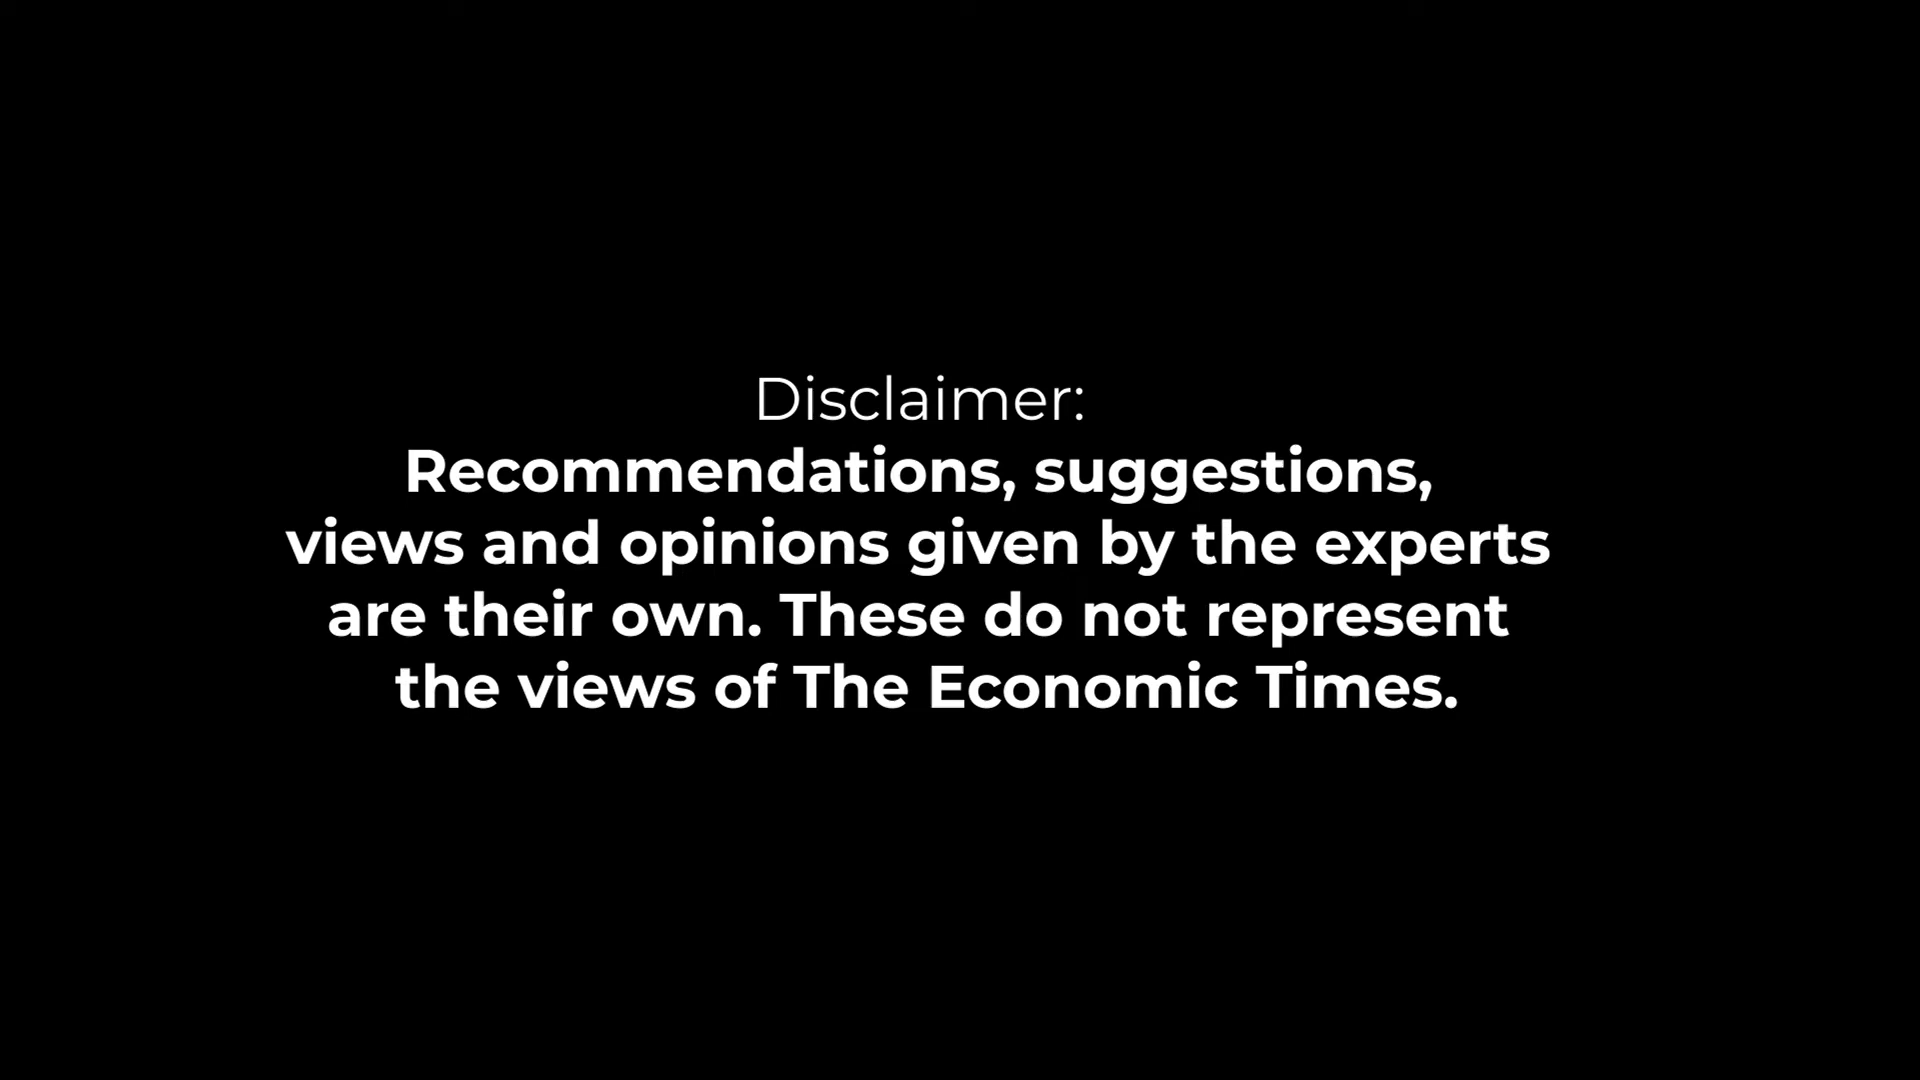 Disclaimer:
Recommendations, suggestions,
views and opinions given by the experts
are their own. These do not represent
the views of The Economic Times.